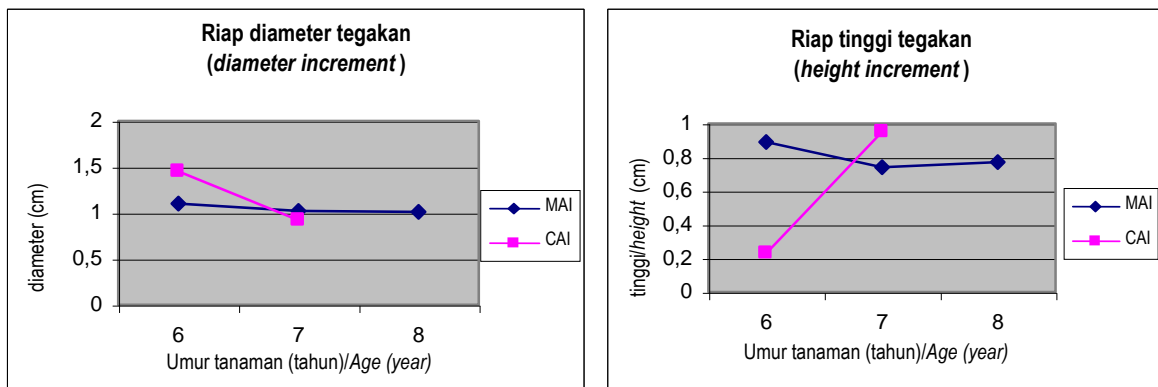 Riap diameter tegakan
(diameter increment )
2
1,5
1
0,5
0
diameter (cm)
6 7 8
Umur tanaman (tahun)/Age (year)
MAI
CAI
Riap tinggi tegakan
(height increment )
1
0,8
0,6
0,4
0,2
0
tinggi/height (cm)
6 7 8
Umur tanaman (tahun)/Age (year)
MAI
CAI